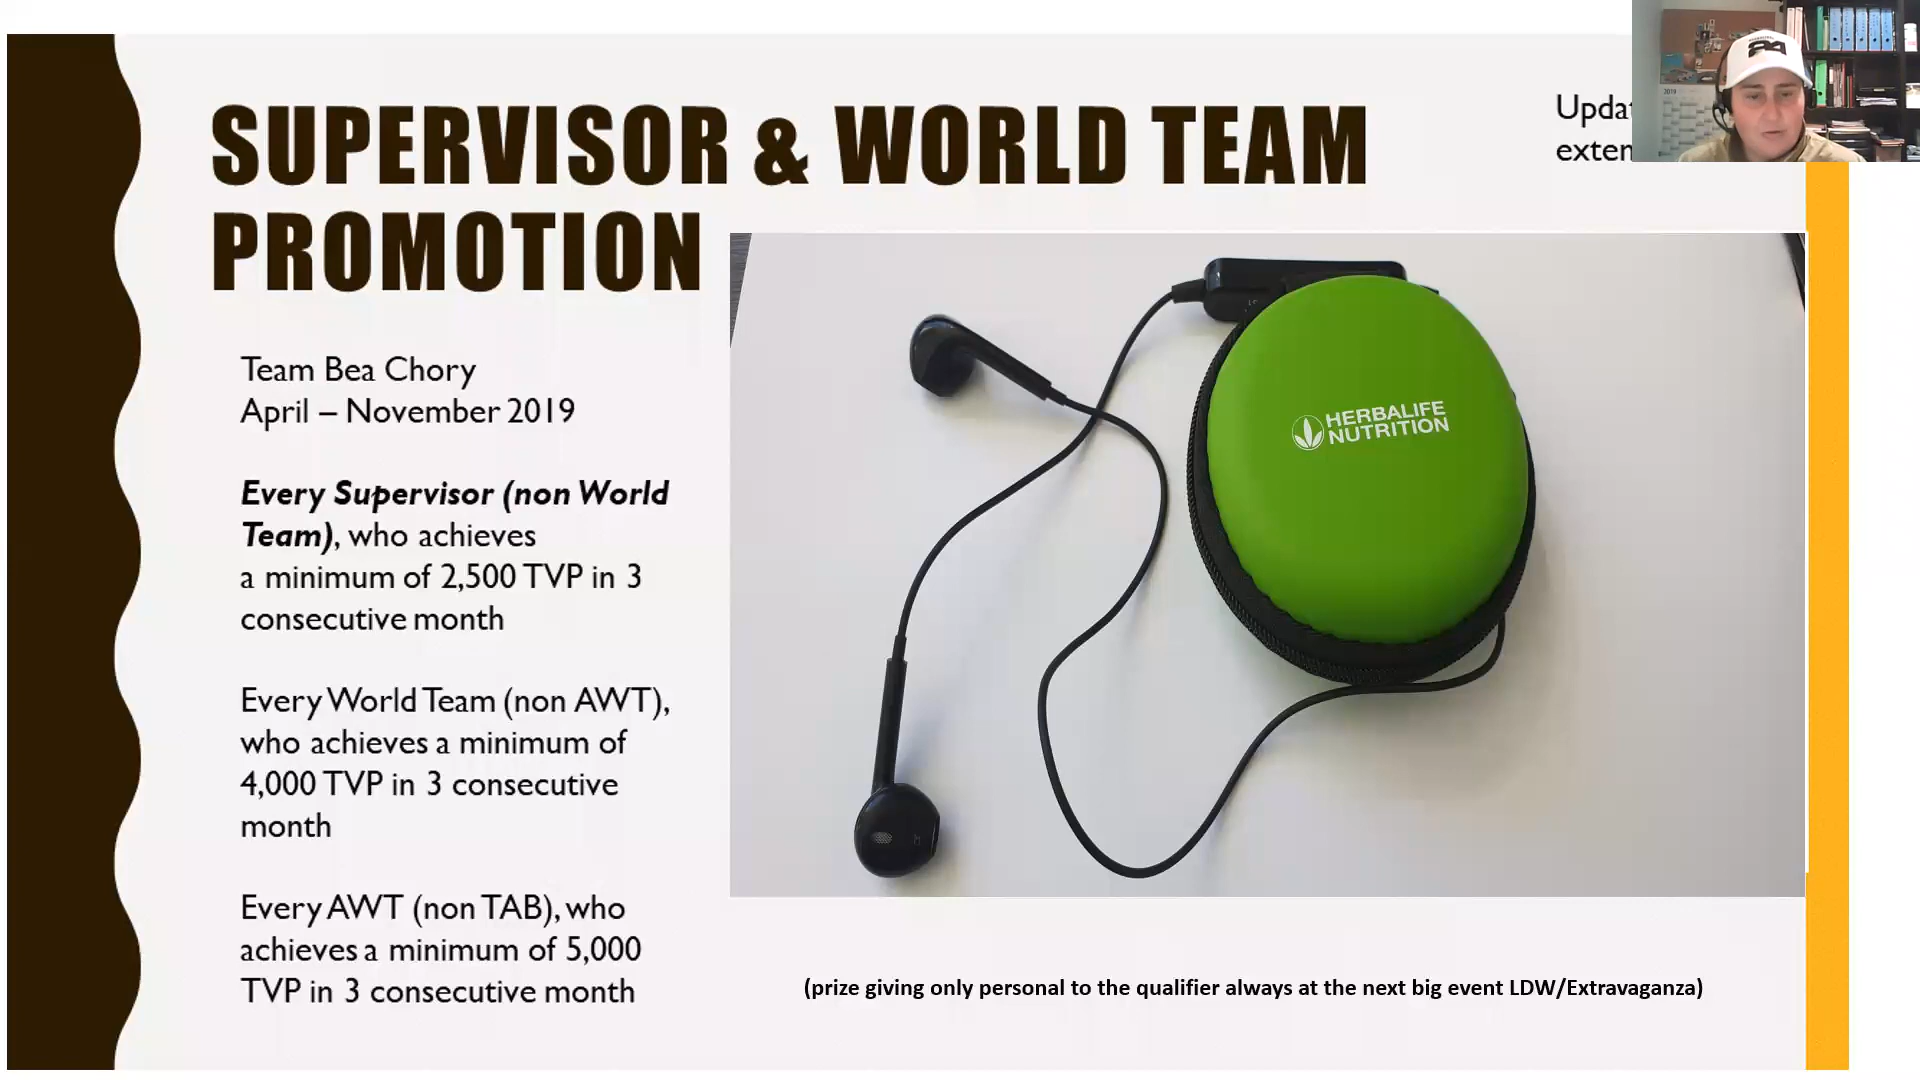 SUPERVISOR & WORLD TEAM
PROMOTION
Team Bea Chory
April – November 2019
Every Supervisor (non World
Team), who achieves
a minimum of 2,500 TVP in 3
consecutive month
Every World Team (non AWT),
who achieves a minimum of
4,000 TVP in 3 consecutive
month
Every AWT (non TAB), who
achieves a minimum of 5,000
TVP in 3 consecutive month
HERBALIFE
NUTRITION
(prize giving only personal to the qualifier always at the next big event LDW/Extravaganza)
24
2019